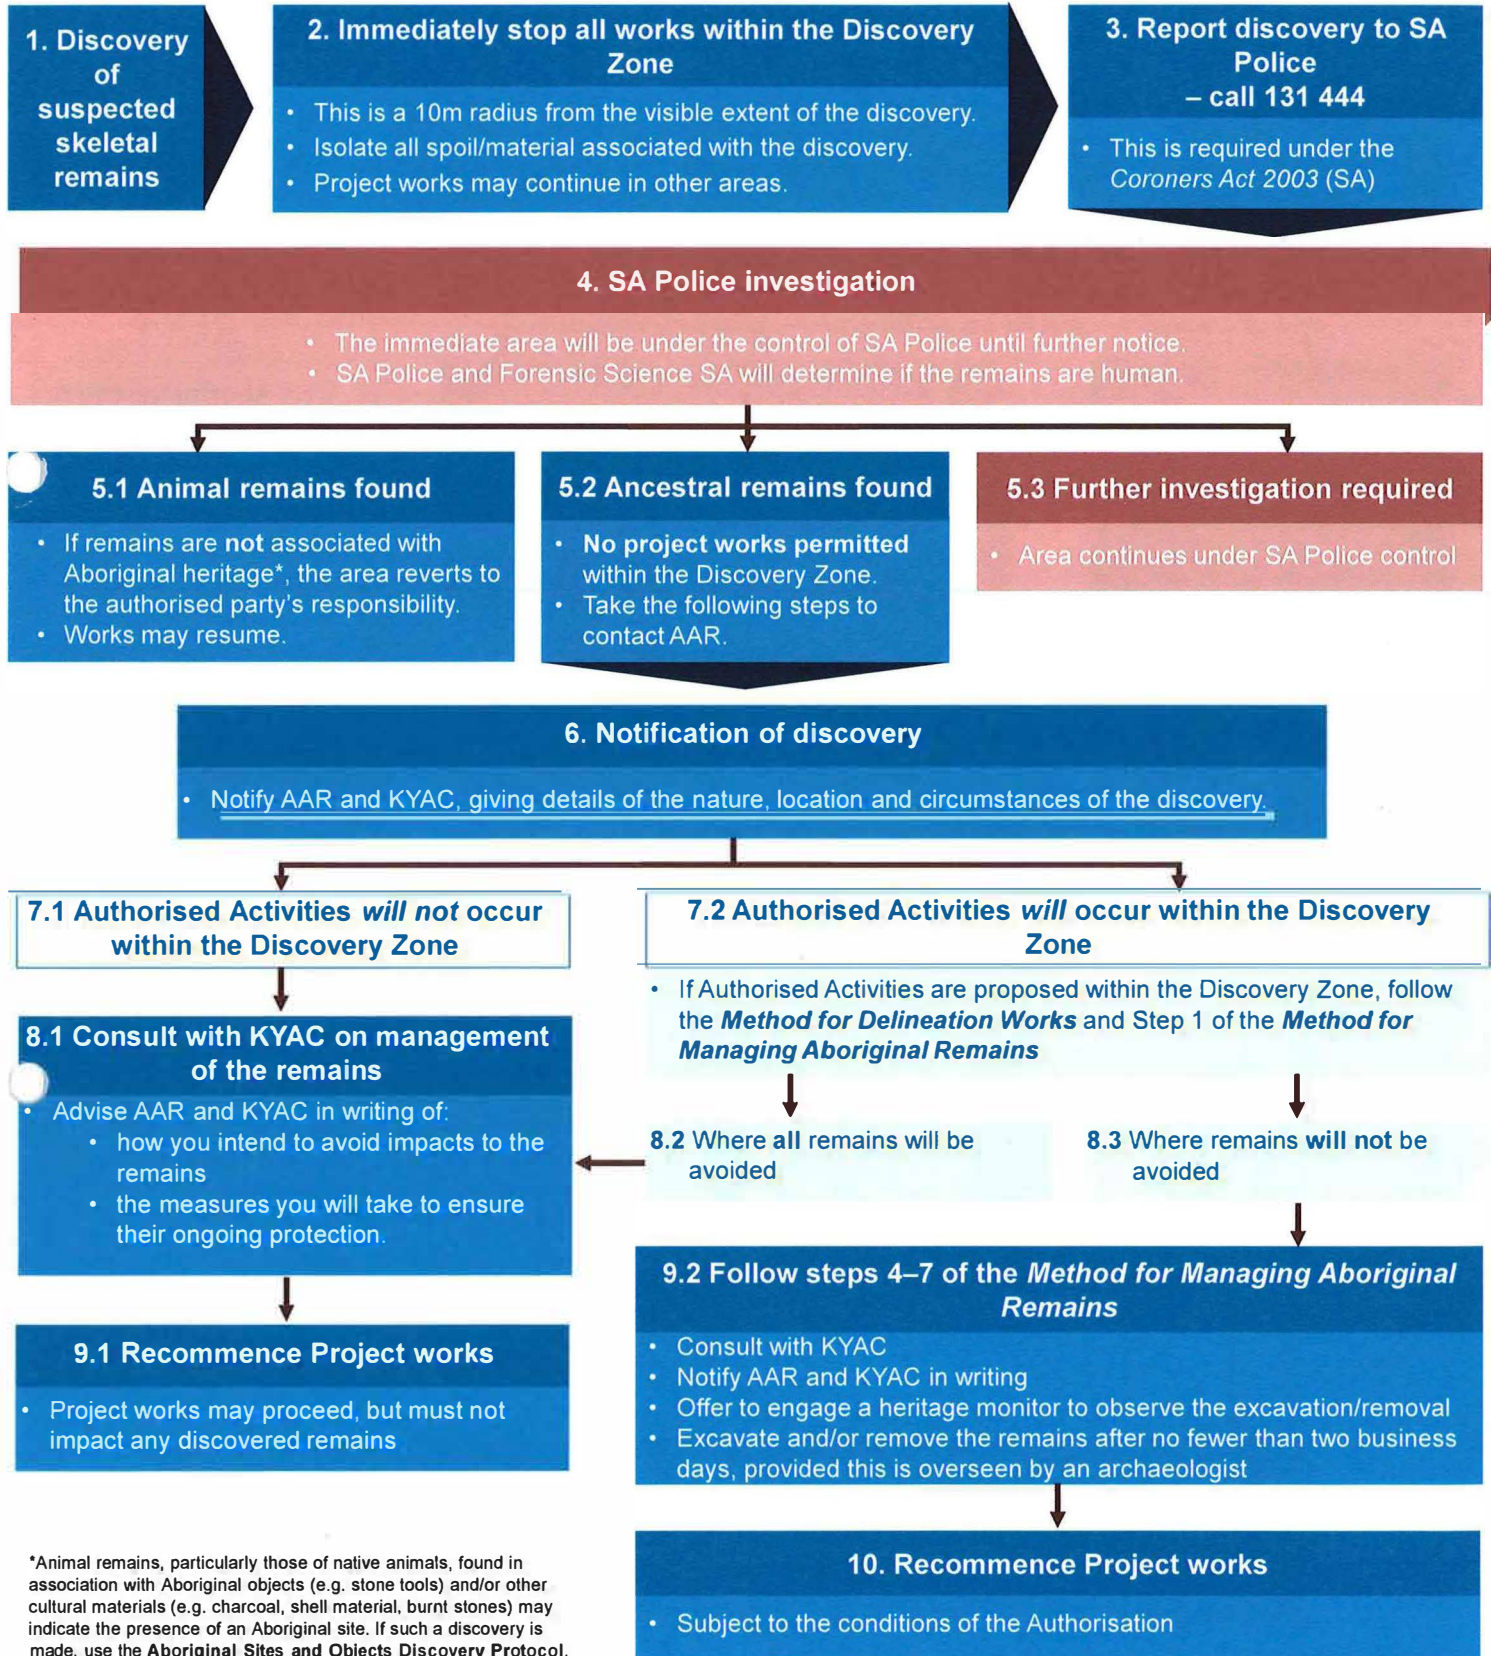 1. Discovery
of
suspected
skeletal
remains
2. Immediately stop all works within the Discovery
Zone
• This is a 10m radius from the visible extent of the discovery.
• Isolate all spoil/material associated with the discovery.
• Project works may continue in other areas.
3. Report discovery to SA
Police
– call 131 444
• This is required under the
Coroners Act 2003 (SA)
4. SA Police investigation
• The immediate area will be under the control of SA Police until further notice.
• SA Police and Forensic Science SA will determine if the remains are human.
5.1 Animal remains found
• If remains are not associated with
Aboriginal heritage*, the area reverts to
the authorised party's responsibility.
• Works may resume.
5.2 Ancestral remains found
• No project works permitted
within the Discovery Zone.
• Take the following steps to
contact AAR.
5.3 Further investigation required
• Area continues under SA Police control
6. Notification of discovery
• Notify AAR and KYAC, giving details of the nature, location and circumstances of the discovery.
7.1 Authorised Activities will not occur
within the Discovery Zone
7.2 Authorised Activities will occur within the Discovery
Zone
• If Authorised Activities are proposed within the Discovery Zone, follow
the Method for Delineation Works and Step 1 of the Method for
Managing Aboriginal Remains
8.1 Consult with KYAC on management
of the remains
• Advise AAR and KYAC in writing of:
• how you intend to avoid impacts to the
remains
• the measures you will take to ensure
their ongoing protection.
8.2 Where all remains will be
avoided
8.3 Where remains will not be
avoided
9.1 Recommence Project works
• Project works may proceed, but must not
impact any discovered remains
9.2 Follow steps 4–7 of the Method for Managing Aboriginal
Remains
• Consult with KYAC
• Notify AAR and KYAC in writing
• Offer to engage a heritage monitor to observe the excavation/removal
• Excavate and/or remove the remains after no fewer than two business
days, provided this is overseen by an archaeologist
10. Recommence Project works
• Subject to the conditions of the Authorisation
*Animal remains, particularly those of native animals, found in
association with Aboriginal objects (e.g. stone tools) and/or other
cultural materials (e.g. charcoal, shell material, burnt stones) may
indicate the presence of an Aboriginal site. If such a discovery is
made, use the Aboriginal Sites and Objects Discovery Protocol.